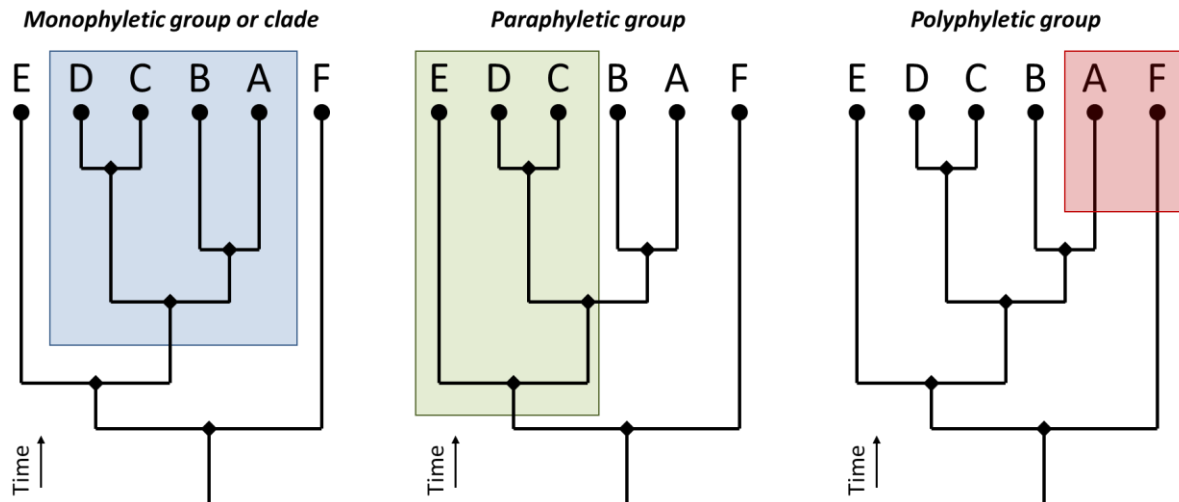 Monophyletic group or clade
E D C B A F
Time
Paraphyletic group
E D C B A F
Time
Polyphyletic group
E D C B A F
Time